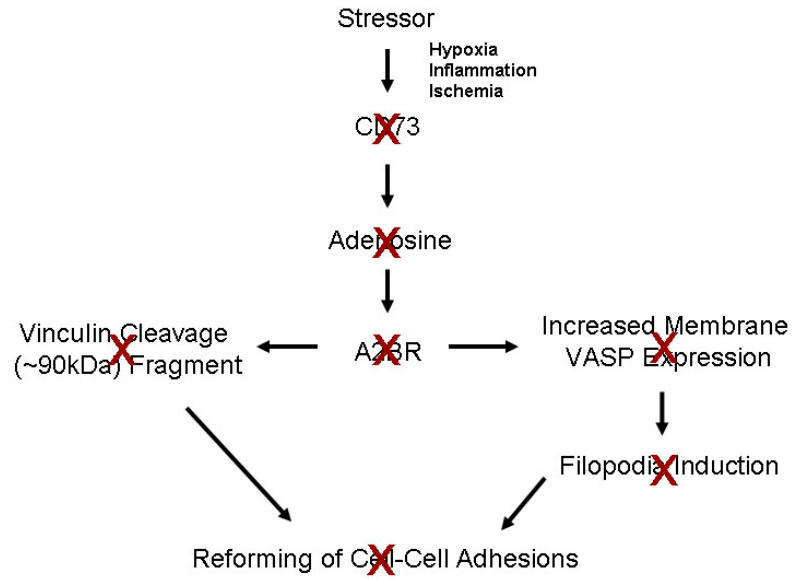 Stressor
Hypoxia
Inflammation
Ischemia
CD73
Adenosine
Vinculin Cleavage
(~90kDa) Fragment
A2BR
Increased Membrane
VASP Expression
Filopodia Induction
Reforming of Cell-Cell Adhesions